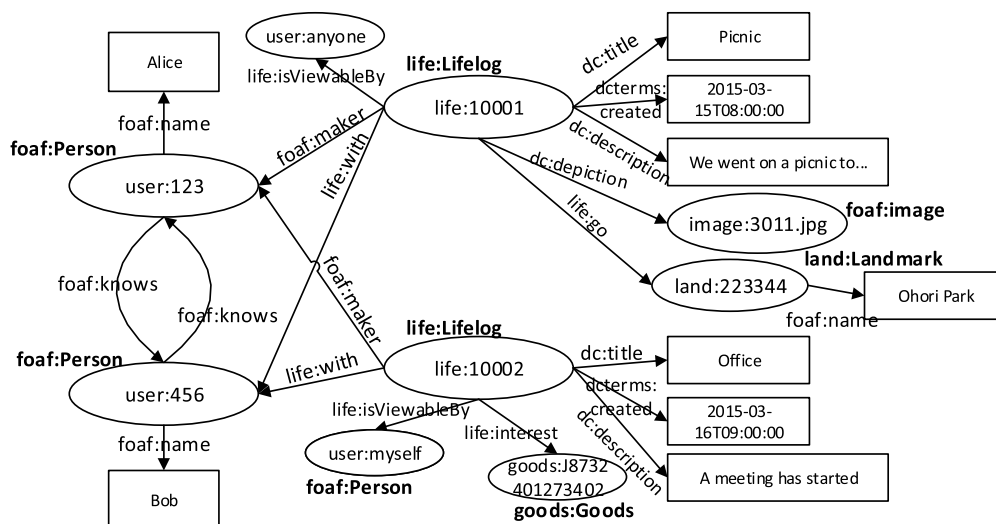 user:anyone
Picnic
Alice
life:Lifelog
dc:title
life:isViewableBy
dcterms:
created
2015-03-
15T08:00:00
life:10001
foaf:name
foaf:maker
dc:description
foaf:Person
life:with
dc:depiction
We went on a picnic to...
user:123
life:go
image:3011.jpg
foaf:image
land:Landmark
foaf:knows
foaf:knows
foaf:maker
land:223344
Ohori Park
foaf:name
life:Lifelog
foaf:Person
life:with
life:10002
dc:title
Office
user:456
dcterms:
created
life:isViewableBy
2015-03-
16T09:00:00
foaf:name
life:interest
dc:description
user:myself
goods:J8732
401273402
A meeting has started
foaf:Person
Bob
goods:Goods